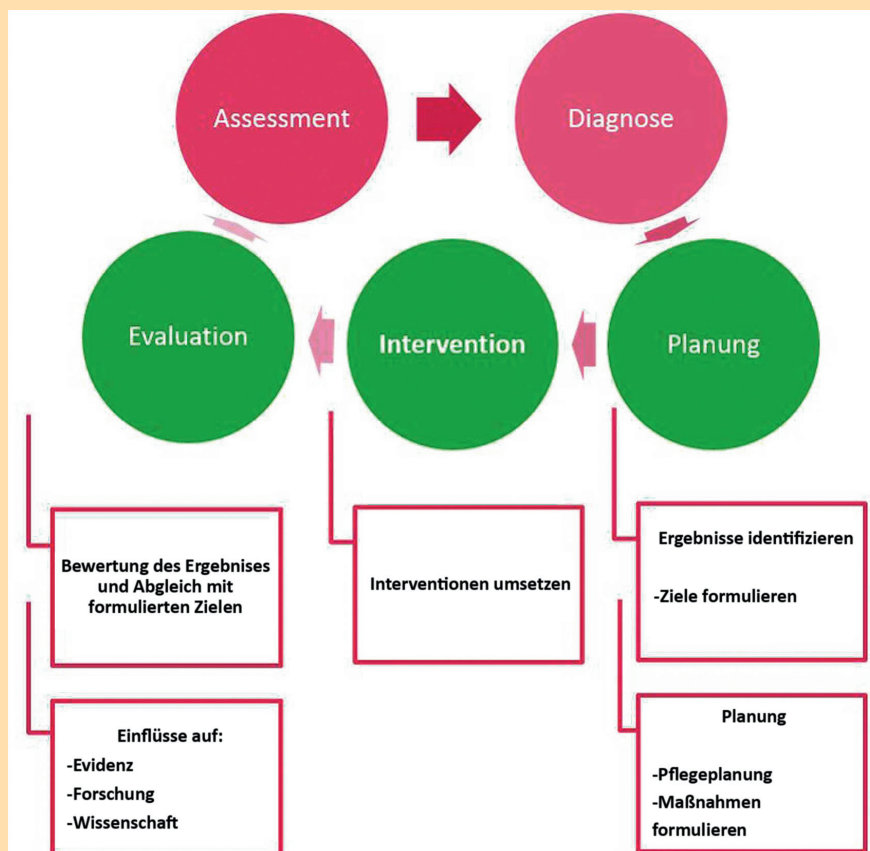 Assessment
Diagnose
Evaluation
Intervention
Planung
Bewertung des Ergebnises
und Abgleich mit
formulierten Zielen
Interventionen umsetzen
Ergebnisse identifizieren
-Ziele formulieren
Einflüsse auf:
-Evidenz
-Forschung
-Wissenschaft
Planung
-Pflegeplanung
-Maßnahmen
formulieren